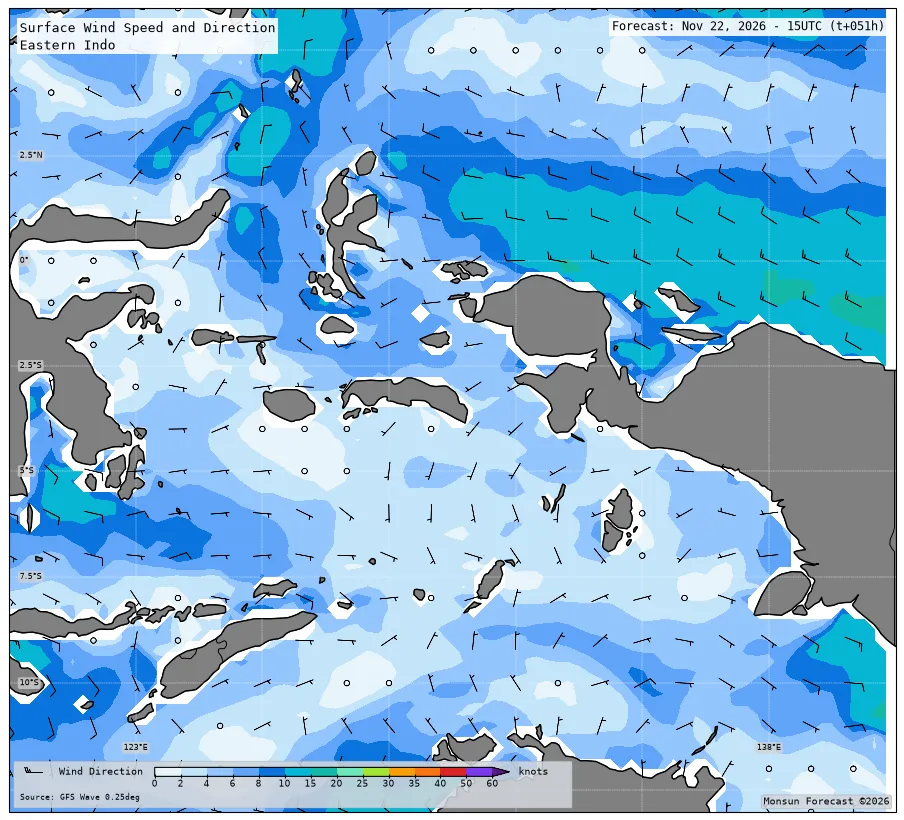 Surface Wind Speed and Direction
Eastern Indo
Forecast: Nov 22, 2026 - 15UTC (t+051h)
2.5°N
0°
2.5°S
5°S
7.5°S
10°S
123°E
138°E
Wind Direction
0 2 4 6 8 10 15 20 25 30 35 40 50 60
knots
Source: GFS Wave 0.25deg
Monsun Forecast ©2026